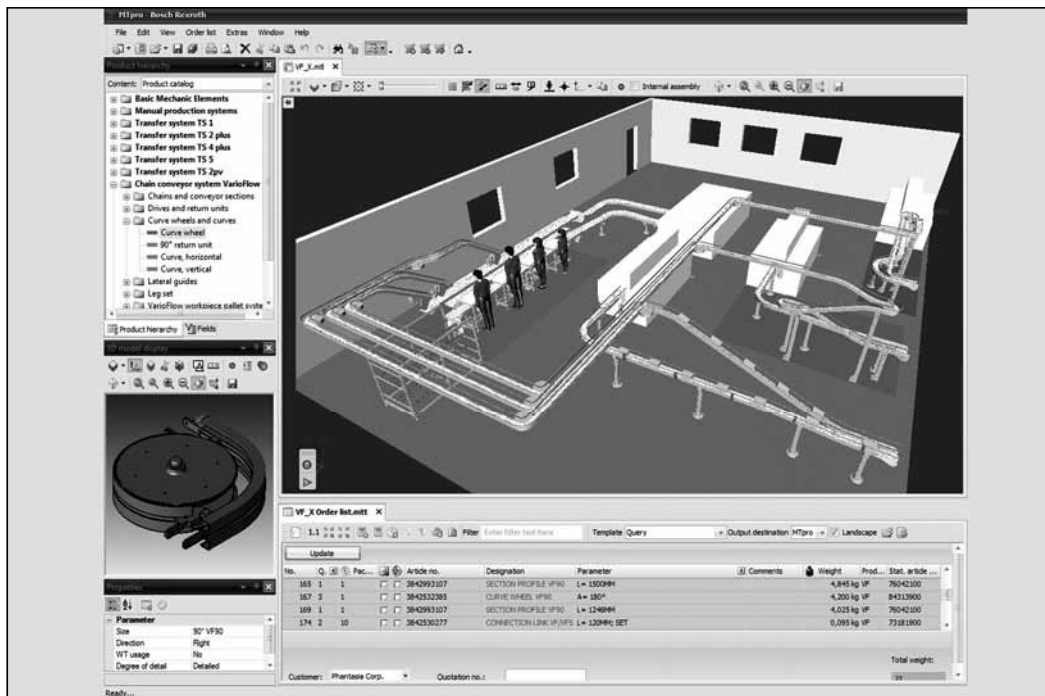 MTpro - Bosch Rexroth
File Edit View Order list Extras Window Help
Product hierarchy
VF_X.mtl
Content: Product catalog
Internal assembly
Basic Mechanic Elements
Manual production systems
Transfer system TS 1
Transfer system TS 2 plus
Transfer system TS 4 plus
Transfer system TS 5
Transfer system TS 2pv
Chain conveyor system VarioFlow
Chains and conveyor sections
Drives and return units
Curve wheels and curves
Curve wheel
90° return unit
Curve, horizontal
Curve, vertical
Lateral guides
Leg set
VarioFlow workpiece pallet syste
Product hierarchy Fields
3D model display
VF_X Order list.mtt
1.1 Filter Enter filter text here Template Query Output destination MTpro Landscape
Update
No. Q. Pac... Article no. Designation Parameter Comments Weight Prod... Stat. article ...
165 1 1 3842993107 SECTION PROFILE VF90 L= 1500MM 4,845 kg VF 76042100
167 3 1 3842532385 CURVE WHEEL VF90 A= 180° 4,200 kg VF 84313900
169 1 1 3842993107 SECTION PROFILE VF90 L= 1246MM 4,025 kg VF 76042100
174 2 10 3842530277 CONNECTION LINK VF/VFS L= 120MM; SET 0,095 kg VF 73181900
Total weight:
Customer: Phantasia Corp. Quotation no.:
Properties
Parameter
Size 90° VF90
Direction Right
WT usage No
Degree of detail Detailed
Ready...